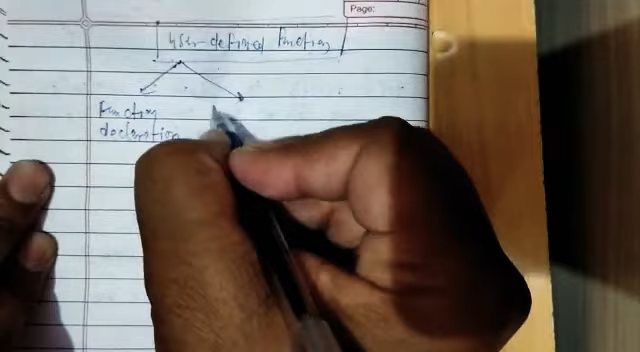 Page:
User-defined Function
Function
declaration